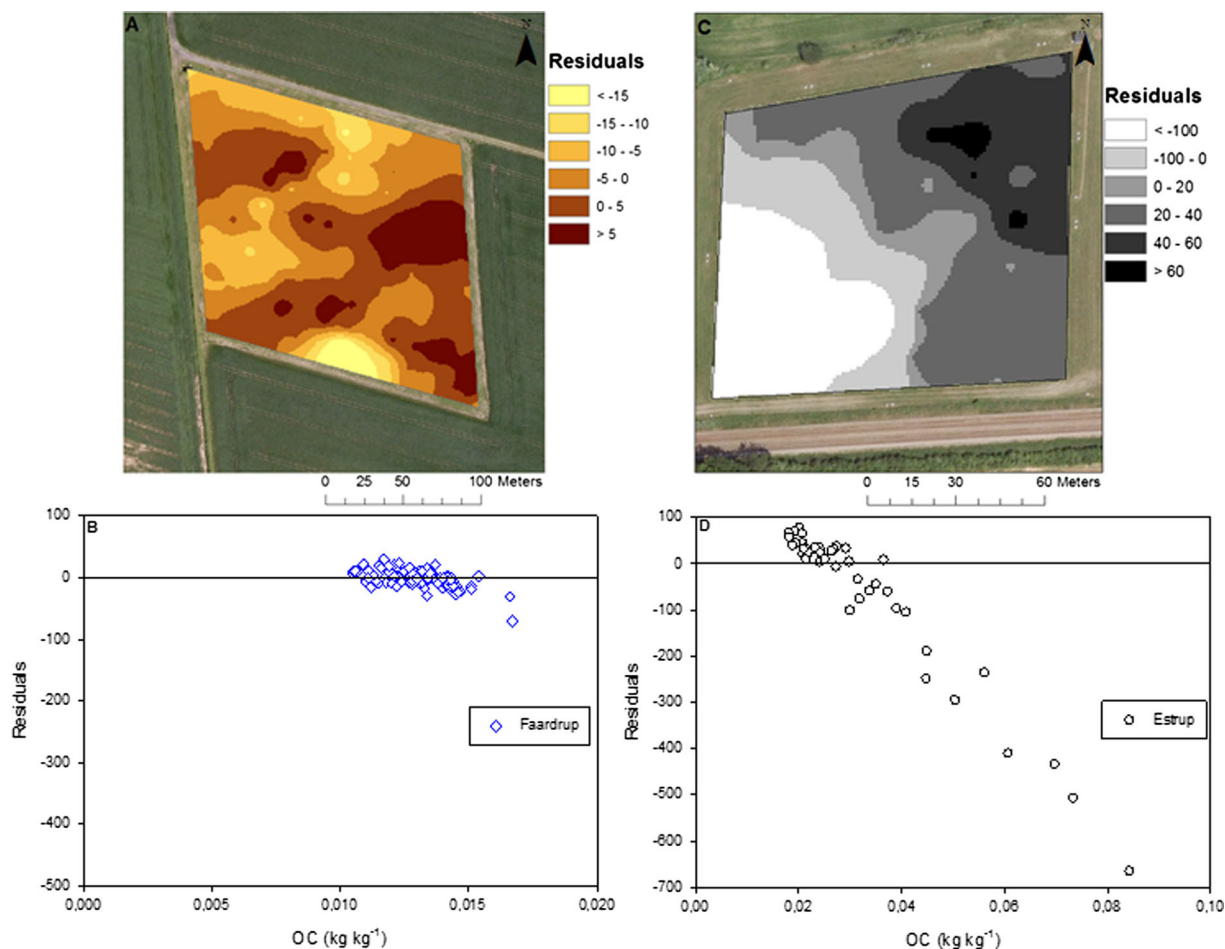 A
N
Residuals
< -15
-15 - -10
-10 - -5
-5 - 0
0 - 5
> 5
0 25 50 100 Meters
C
N
Residuals
< -100
-100 - 0
0 - 20
20 - 40
40 - 60
> 60
0 15 30 60 Meters
B
100
0
-100
-200
-300
-400
-500
Residuals
Faardrup
0,000 0,005 0,010 0,015 0,020
OC (kg kg⁻¹)
D
100
0
-100
-200
-300
-400
-500
-600
-700
Residuals
Estrup
0,00 0,02 0,04 0,06 0,08 0,10
OC (kg kg⁻¹)